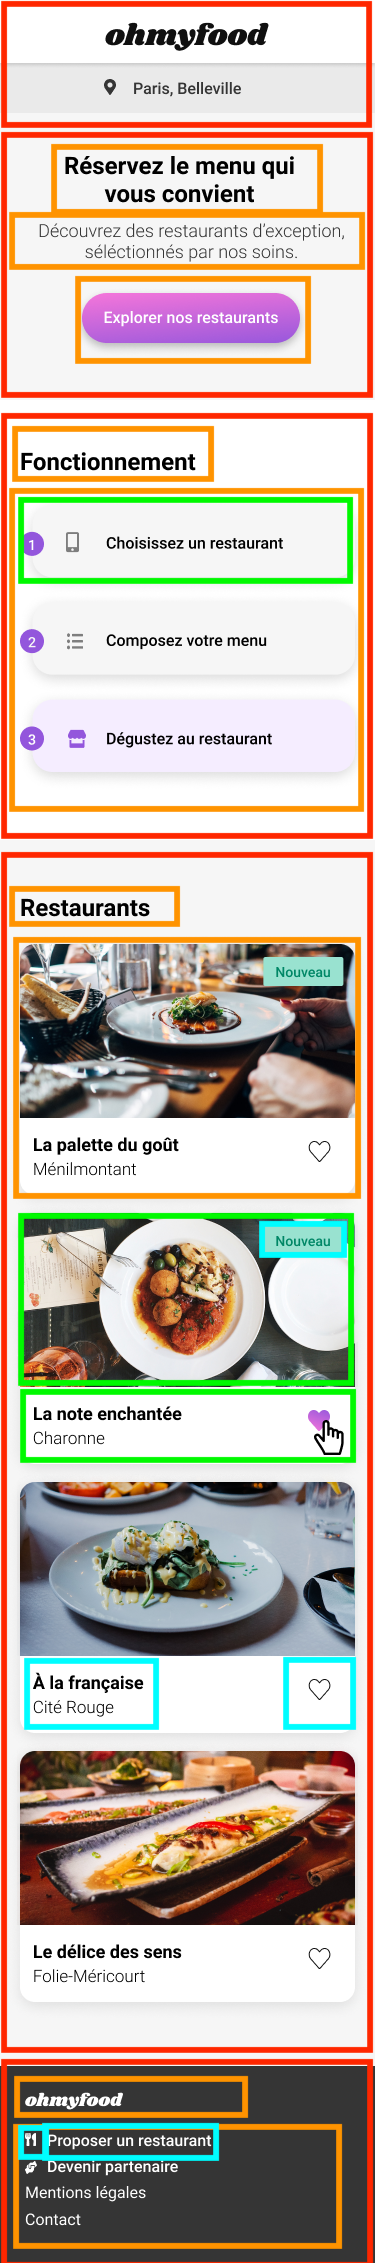 ohmyfood
Paris, Belleville
Réservez le menu qui
vous convient
Découvrez des restaurants d'exception,
séléctionnés par nos soins.
Explorer nos restaurants
Fonctionnement
1 Choisissez un restaurant
2 Composez votre menu
3 Dégustez au restaurant
Restaurants
Nouveau
La palette du goût
Ménilmontant
Nouveau
La note enchantée
Charonne
À la française
Cité Rouge
Le délice des sens
Folie-Méricourt
ohmyfood
Proposer un restaurant
Devenir partenaire
Mentions légales
Contact